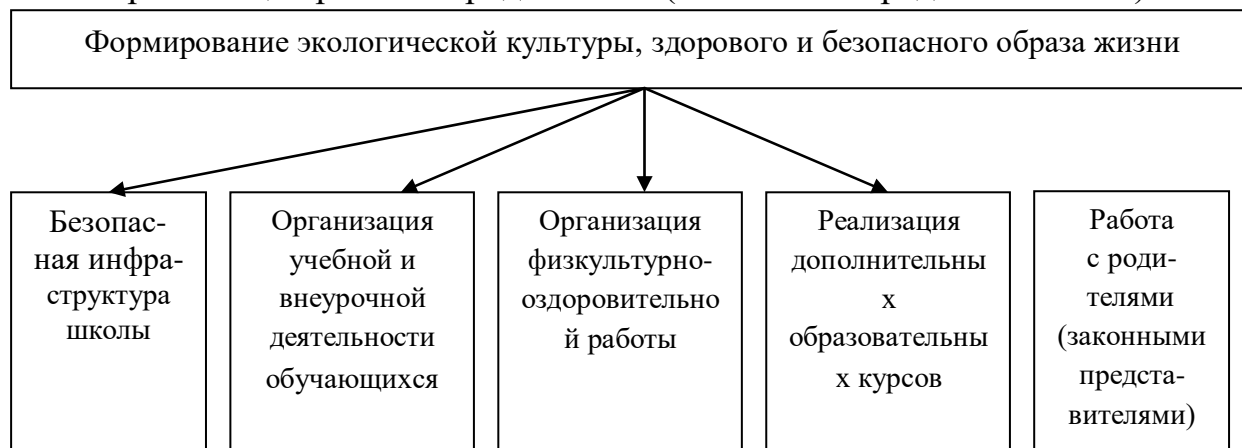 Формирование экологической культуры, здорового и безопасного образа жизни
Безопас-
ная инфра-
структура
школы
Организация
учебной и
внеурочной
деятельности
обучающихся
Организация
физкультурно-
оздоровительно
й работы
Реализация
дополнительны
х
образовательны
х курсов
Работа
с роди-
телями
(законными
предста-
вителями)